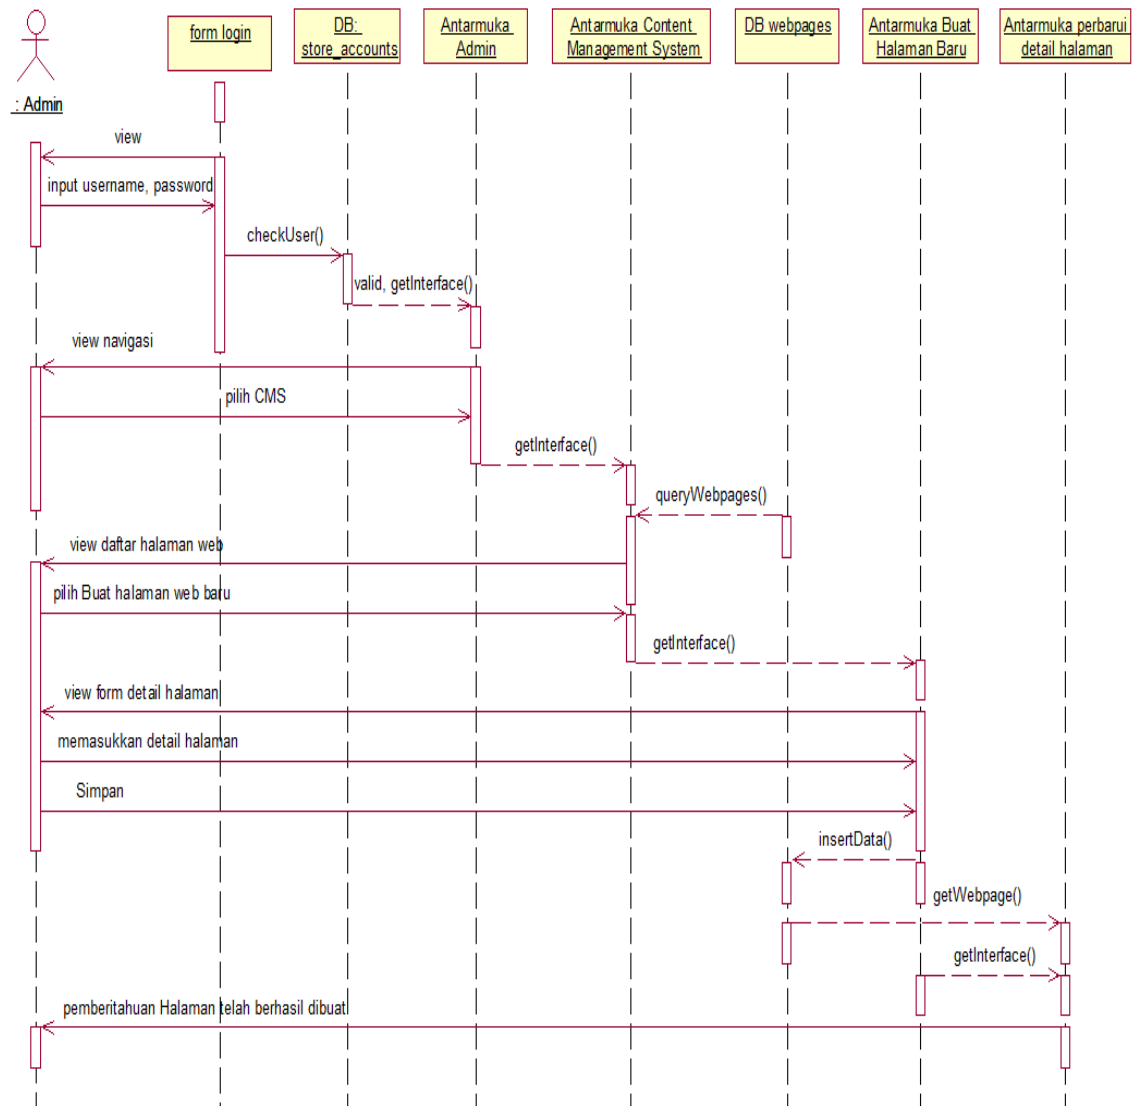 form login
DB:
store_accounts
Antarmuka
Admin
Antarmuka Content
Management System
DB webpages
Antarmuka Buat
Halaman Baru
Antarmuka perbarui
detail halaman
: Admin
view
input username, password
checkUser()
valid, getInterface()
view navigasi
pilih CMS
getInterface()
queryWebpages()
view daftar halaman web
pilih Buat halaman web baru
getInterface()
view form detail halaman
memasukkan detail halaman
Simpan
insertData()
getWebpage()
getInterface()
pemberitahuan Halaman telah berhasil dibuat